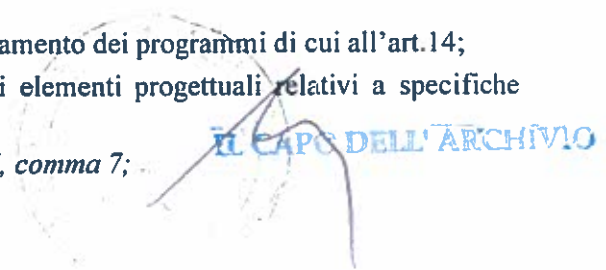 amento dei programmi di cui all'art.14;
i elementi progettuali relativi a specifiche
IL CAPO DELL'ARCHIVIO
, comma 7;